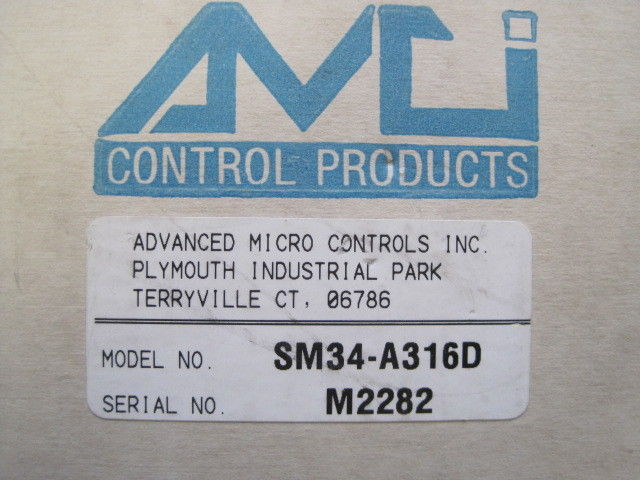 AMCi
CONTROL PRODUCTS
ADVANCED MICRO CONTROLS INC.
PLYMOUTH INDUSTRIAL PARK
TERRYVILLE CT, 06786
MODEL NO. SM34-A316D
SERIAL NO. M2282